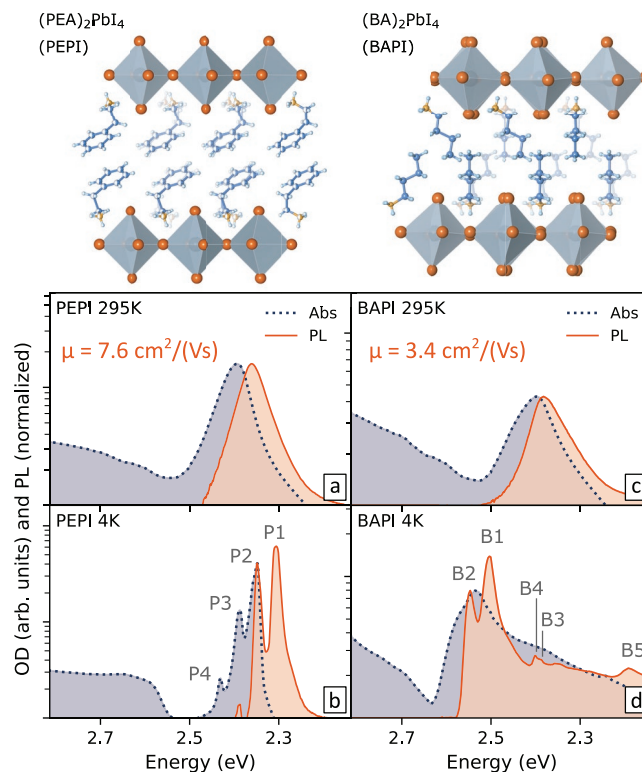 (PEA)₂PbI₄
(PEPI)
(BA)₂PbI₄
(BAPI)
PEPI 295K
Abs
PL
μ = 7.6 cm²/(Vs)
a
BAPI 295K
Abs
PL
μ = 3.4 cm²/(Vs)
c
PEPI 4K
P1
P2
P3
P4
b
BAPI 4K
B1
B2
B4
B3
B5
d
OD (arb. units) and PL (normalized)
2.7 2.5 2.3
2.7 2.5 2.3
Energy (eV)
Energy (eV)